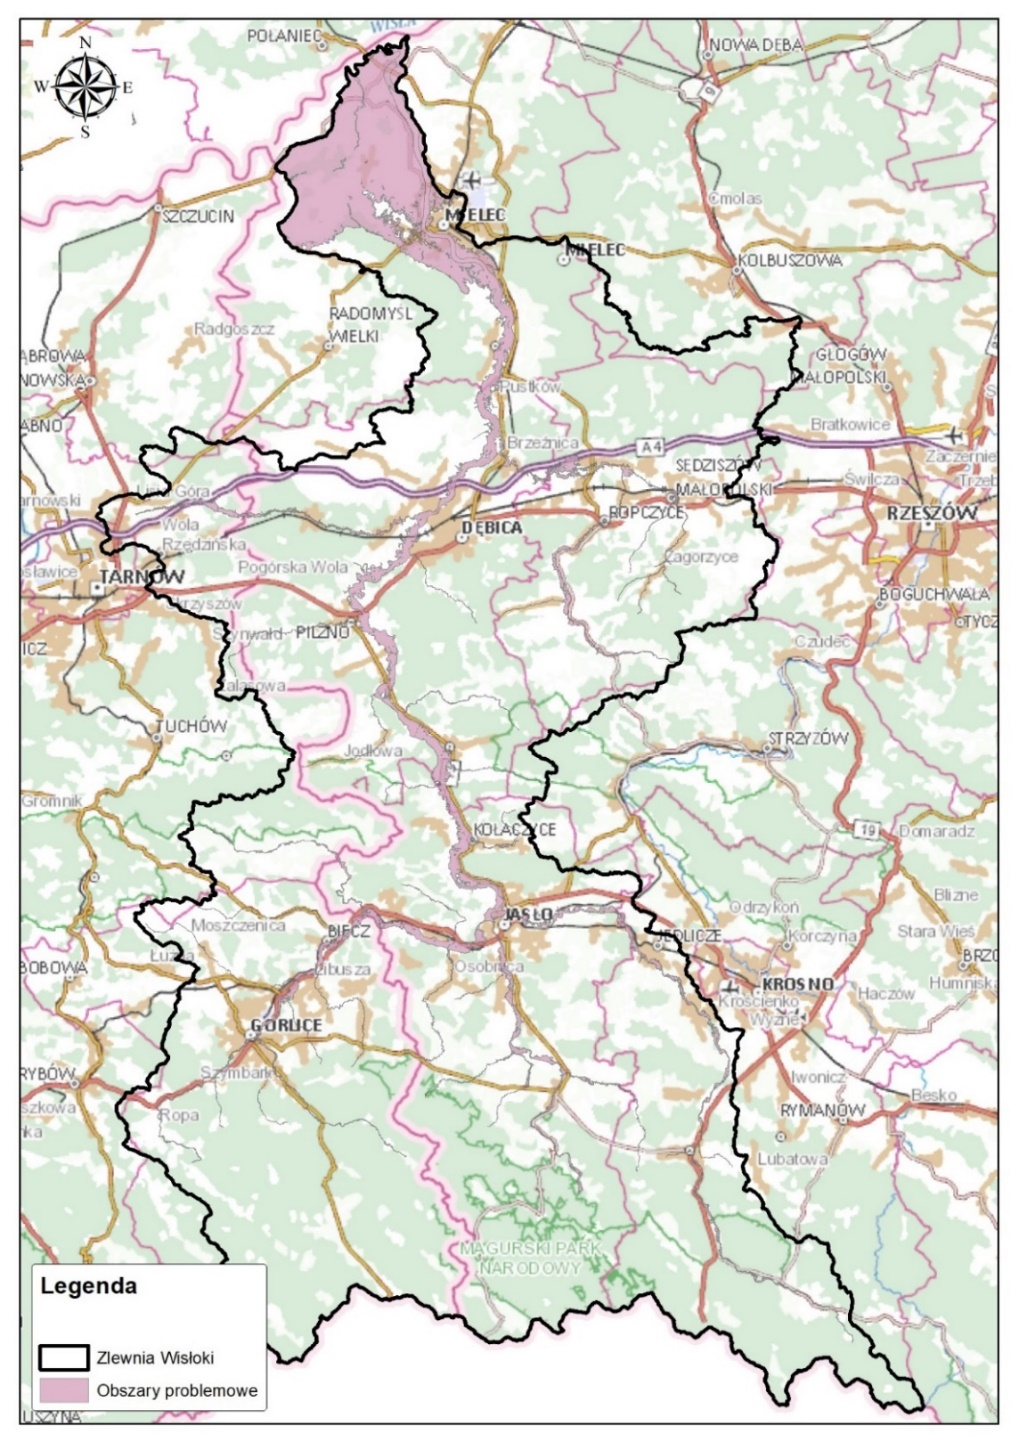 POŁANIEC
WISŁA
NOWA DĘBA
N
W
E
S
9
SZCZUCIN
MIELEC
Cmolas
MIELEC
KOLBUSZOWA
RADOMYŚL
WIELKI
Radgoszcz
GŁOGÓW
MAŁOPOLSKI
Pustków
Bratkowice
Brzeźnica
A4
SĘDZISZÓW
MAŁOPOLSKI
Zaczernie
Świlcza
Góra
ROPCZYCE
RZESZÓW
DĘBICA
Wola
Rzędzińska
Zagorzyce
Pogórska Wola
TARNÓW
BOGUCHWAŁA
PILZNO
Czudec
TUCHÓW
STRZYŻÓW
Jodłowa
Gromnik
KOŁACZYCE
19
Domaradz
Blizne
JASŁO
Odrzykoń
Moszczenica
BIECZ
JEDLICZE
Korczyna
Stara Wieś
BOBOWA
Libusza
Osobnica
KROSNO
Haczów
Humniska
Krościenko
Wyżne
GORLICE
Szymbark
Iwonicz
Besko
Ropa
RYMANÓW
Lubatowa
MAGURSKI PARK
NARODOWY
Legenda
Zlewnia Wisłoki
Obszary problemowe